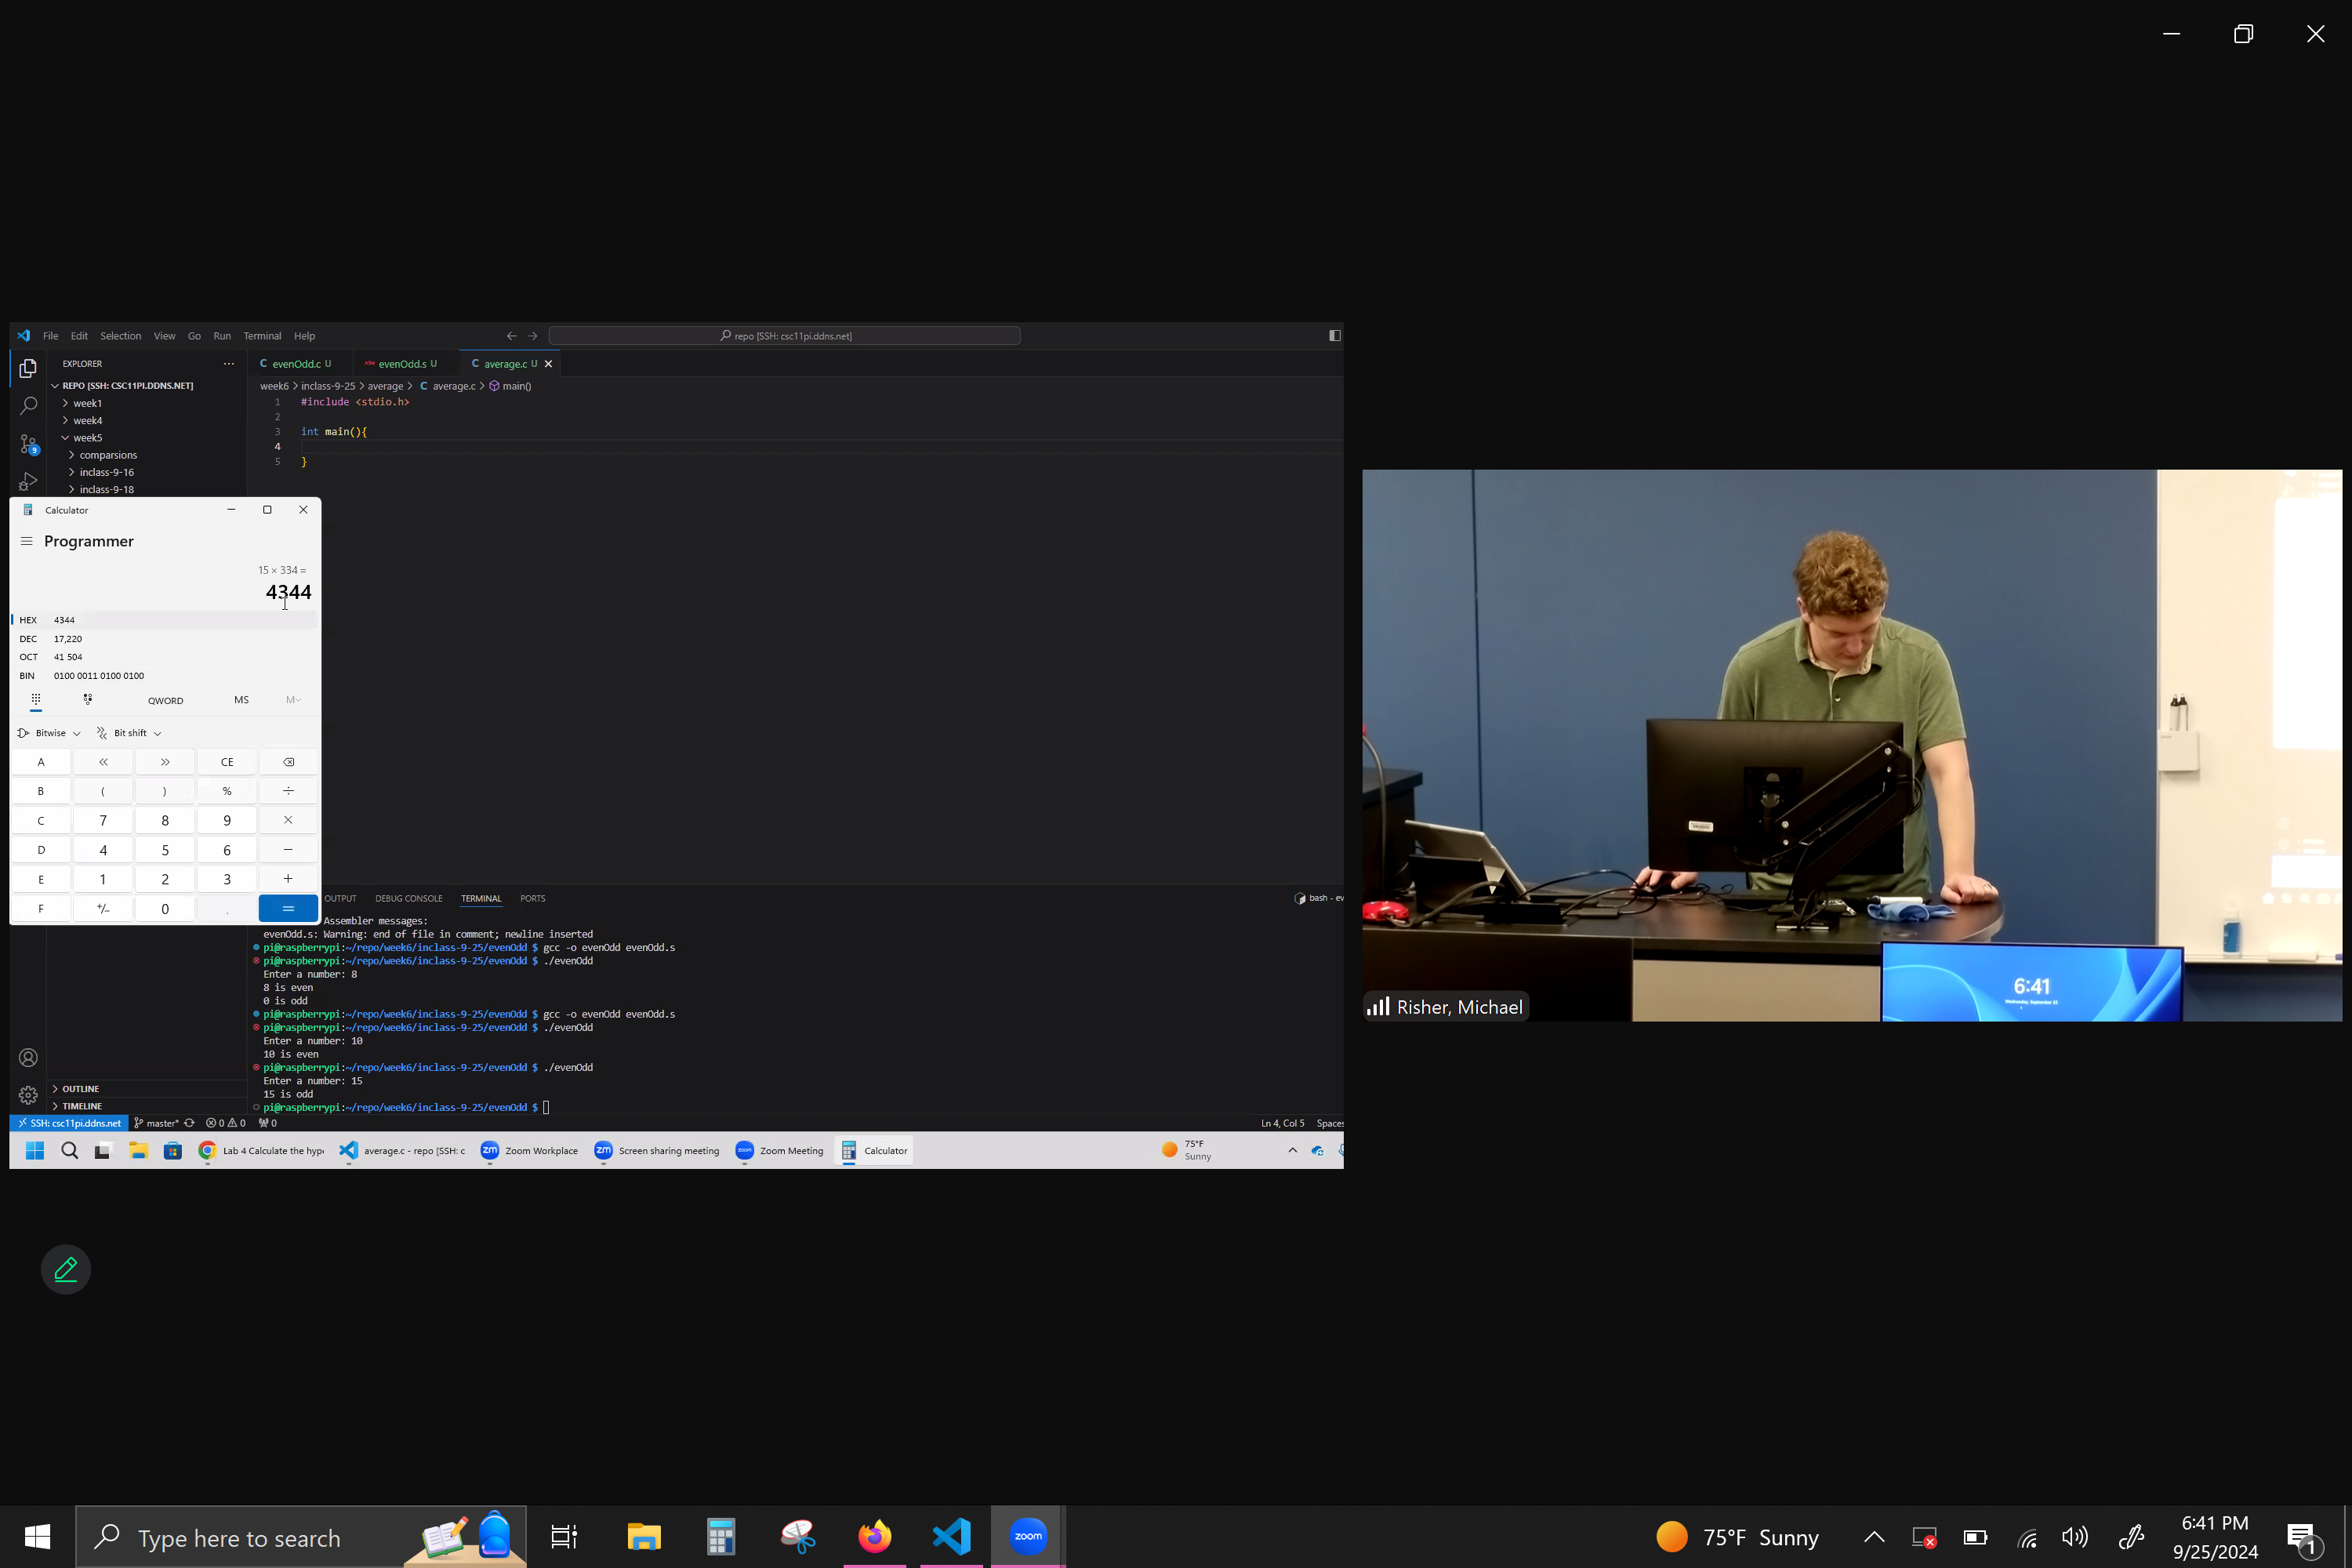 File Edit Selection View Go Run Terminal Help
repo [SSH: csc11pi.ddns.net]
EXPLORER
REPO [SSH: CSC11PI.DDNS.NET]
week1
week4
week5
comparsions
inclass-9-16
inclass-9-18
9
C evenOdd.c U
evenOdd.s U
C average.c U
week6 > inclass-9-25 > average > C average.c > main()
1 #include <stdio.h>
2
3 int main(){
4
5 }
Calculator
Programmer
15 × 334 =
4344
HEX 4344
DEC 17,220
OCT 41 504
BIN 0100 0011 0100 0100
QWORD MS M
Bitwise Bit shift
A << >> CE
B ( ) % ÷
C 7 8 9 ×
D 4 5 6 −
E 1 2 3 +
F +/− 0 . =
OUTPUT DEBUG CONSOLE TERMINAL PORTS
bash - ev
Assembler messages:
evenOdd.s: Warning: end of file in comment; newline inserted
pi@raspberrypi:~/repo/week6/inclass-9-25/evenOdd $ gcc -o evenOdd evenOdd.s
pi@raspberrypi:~/repo/week6/inclass-9-25/evenOdd $ ./evenOdd
Enter a number: 8
8 is even
0 is odd
pi@raspberrypi:~/repo/week6/inclass-9-25/evenOdd $ gcc -o evenOdd evenOdd.s
pi@raspberrypi:~/repo/week6/inclass-9-25/evenOdd $ ./evenOdd
Enter a number: 10
10 is even
pi@raspberrypi:~/repo/week6/inclass-9-25/evenOdd $ ./evenOdd
Enter a number: 15
15 is odd
pi@raspberrypi:~/repo/week6/inclass-9-25/evenOdd $
OUTLINE
TIMELINE
SSH: csc11pi.ddns.net master* 0 0 0
Ln 4, Col 5 Spaces
Lab 4 Calculate the hyp
average.c - repo [SSH: c
Zoom Workplace
Screen sharing meeting
Zoom Meeting
Calculator
75°F
Sunny
6:41
Risher, Michael
Type here to search
zoom
75°F Sunny
6:41 PM
9/25/2024
1